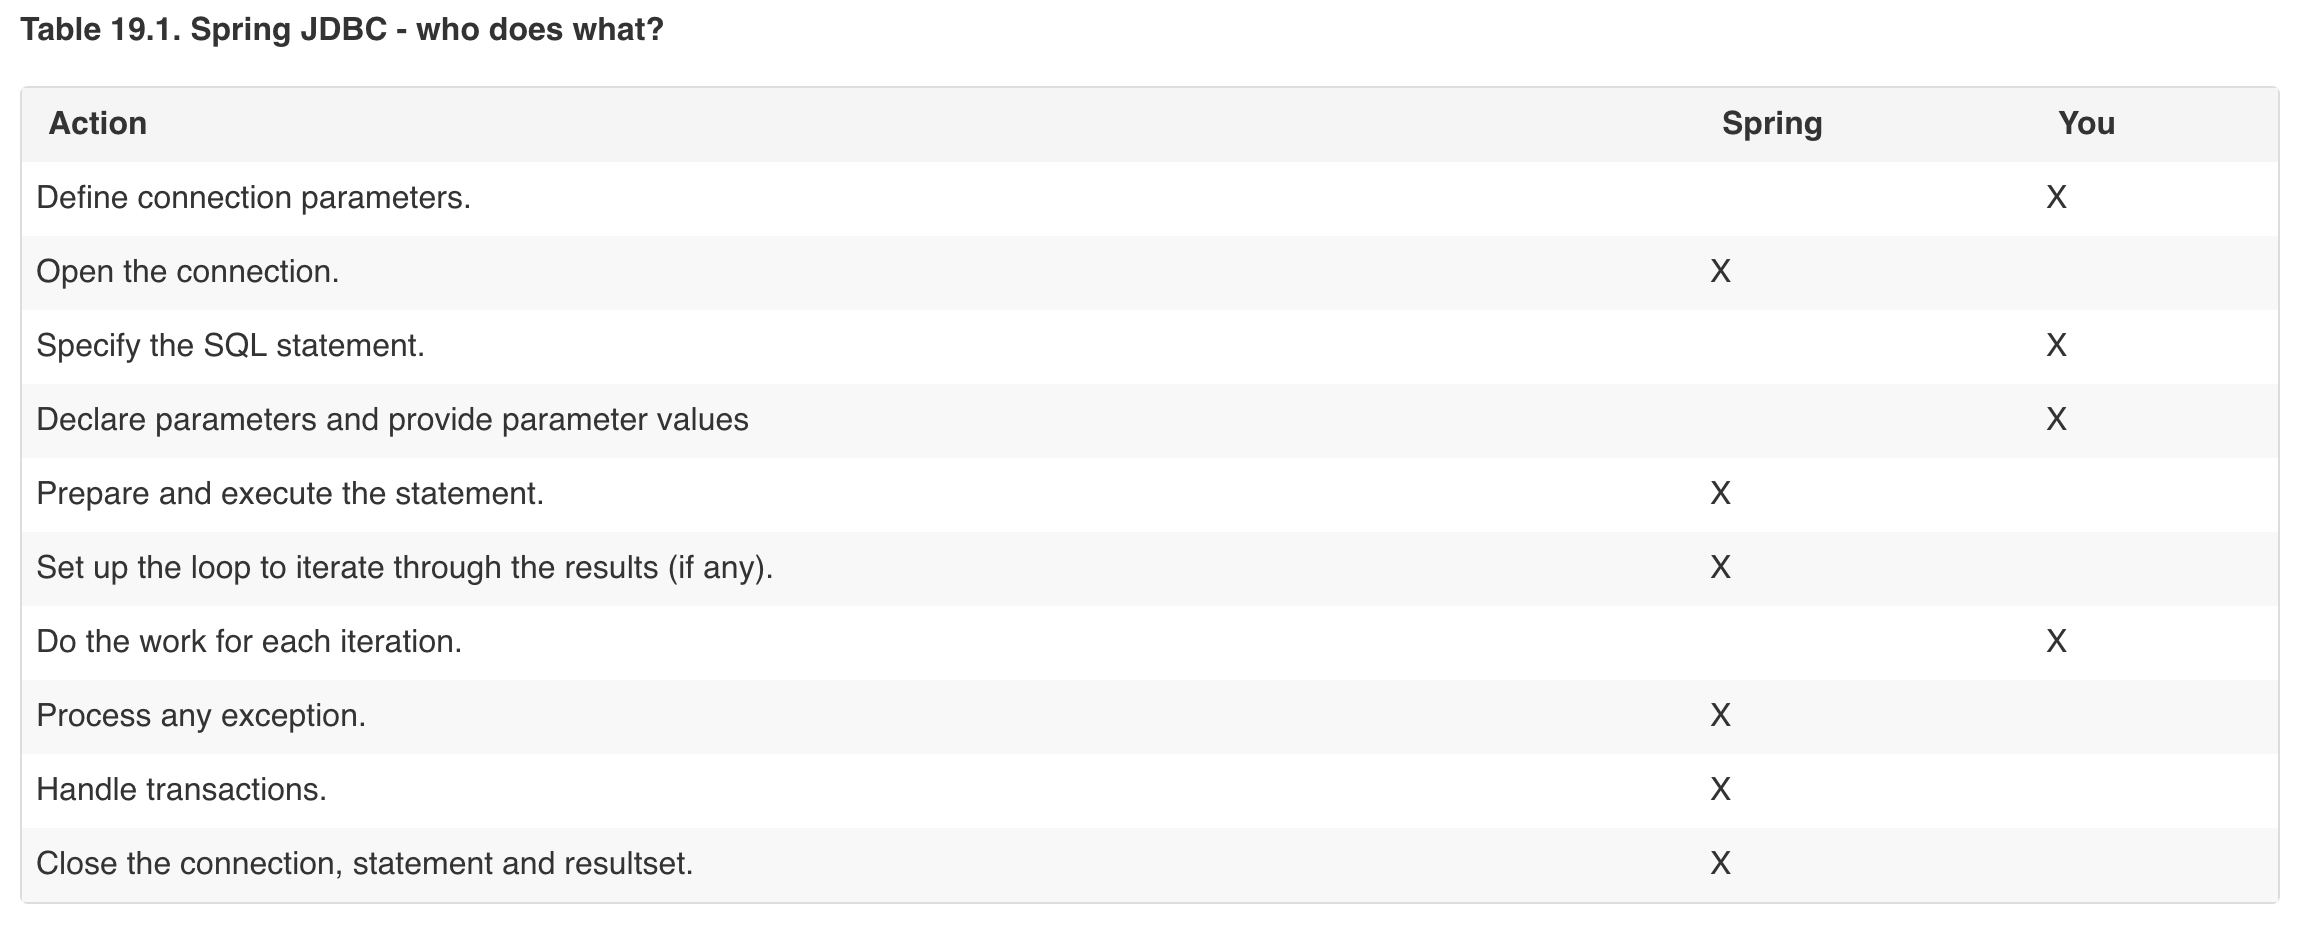 Table 19.1. Spring JDBC - who does what?
Action Spring You
Define connection parameters. X
Open the connection. X
Specify the SQL statement. X
Declare parameters and provide parameter values X
Prepare and execute the statement. X
Set up the loop to iterate through the results (if any). X
Do the work for each iteration. X
Process any exception. X
Handle transactions. X
Close the connection, statement and resultset. X